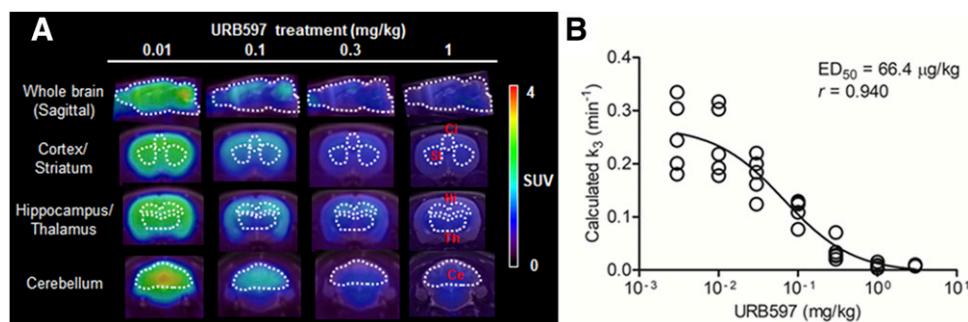 A
URB597 treatment (mg/kg)
0.01 0.1 0.3 1
Whole brain
(Sagittal)
Cortex/
Striatum
Hippocampus/
Thalamus
Cerebellum
Ci
St
Hi
Th
Ce
4
SUV
0
B
ED50 = 66.4 µg/kg
r = 0.940
Calculated k3 (min-1)
0.4
0.3
0.2
0.1
0.0
10-3 10-2 10-1 100 101
URB597 (mg/kg)